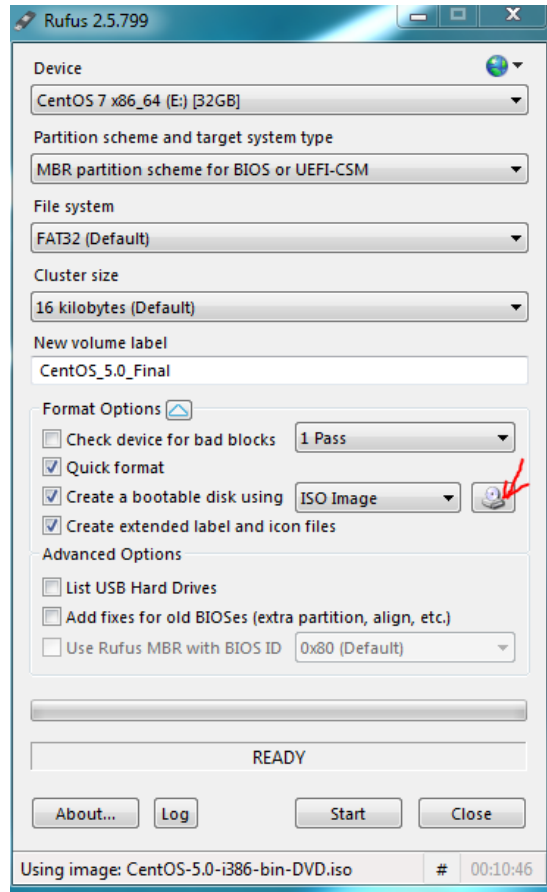 Rufus 2.5.799
Device
CentOS 7 x86_64 (E:) [32GB]
Partition scheme and target system type
MBR partition scheme for BIOS or UEFI-CSM
File system
FAT32 (Default)
Cluster size
16 kilobytes (Default)
New volume label
CentOS_5.0_Final
Format Options
Check device for bad blocks 1 Pass
Quick format
Create a bootable disk using ISO Image
Create extended label and icon files
Advanced Options
List USB Hard Drives
Add fixes for old BIOSes (extra partition, align, etc.)
Use Rufus MBR with BIOS ID 0x80 (Default)
READY
About... Log Start Close
Using image: CentOS-5.0-i386-bin-DVD.iso # 00:10:46